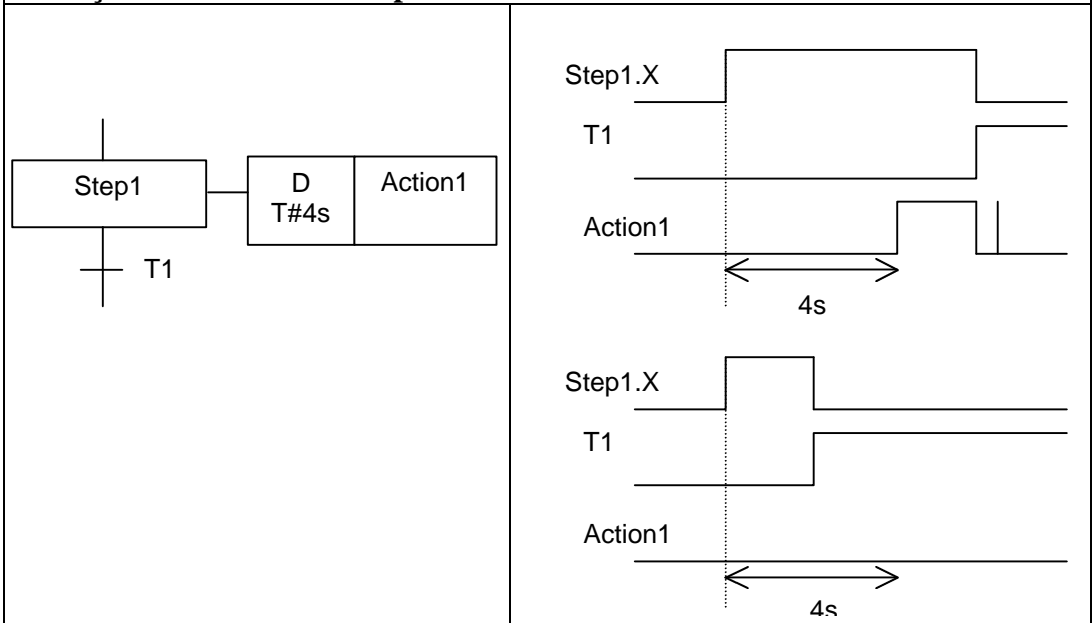 Step1
D
T#4s
Action1
T1
Step1.X
T1
Action1
4s
Step1.X
T1
Action1
4s